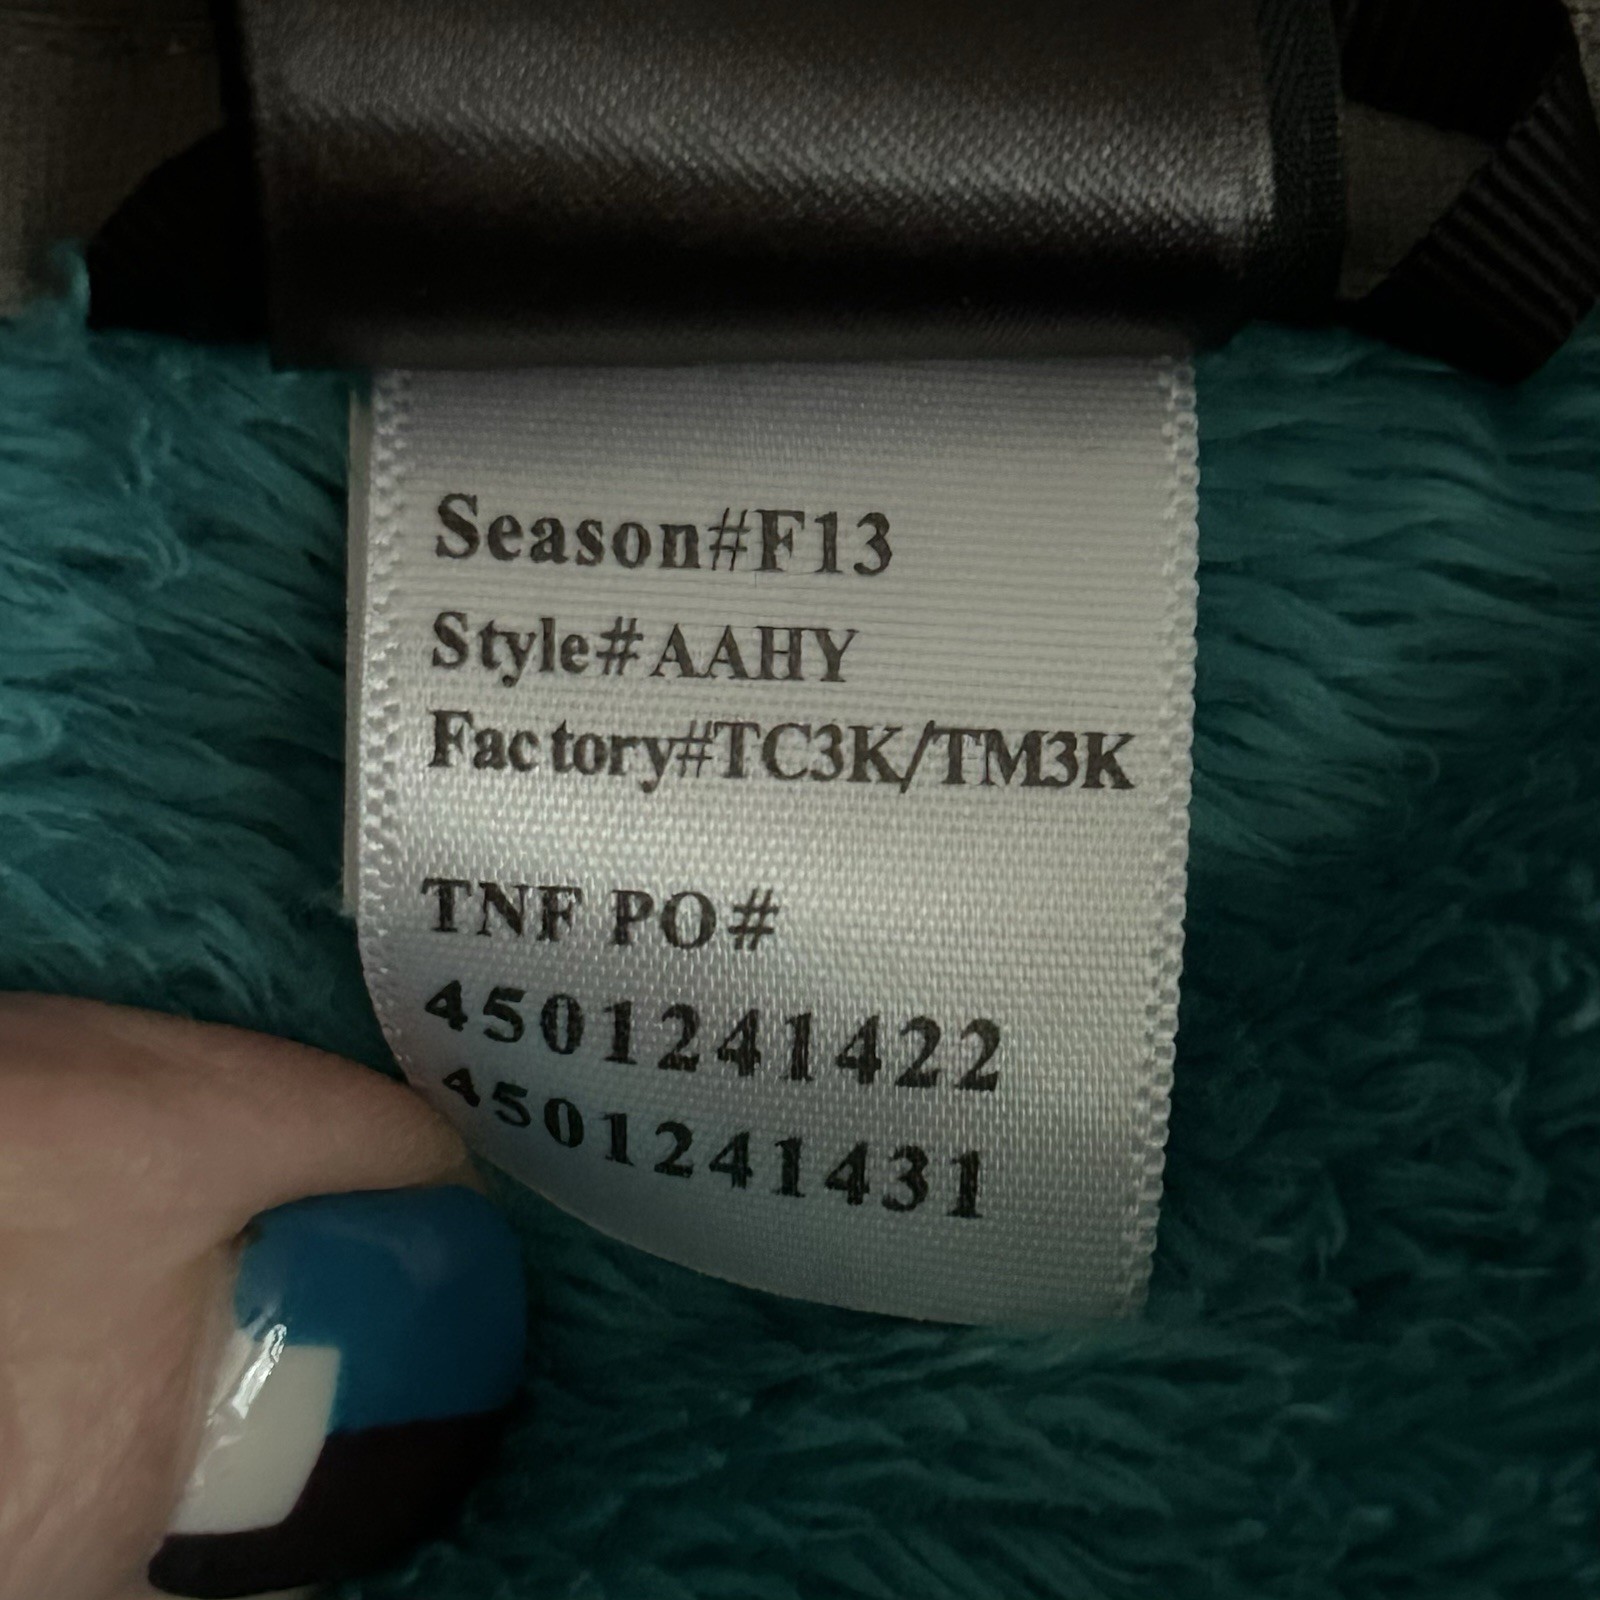 Season#F13
Style#AAHY
Factory#TC3K/TM3K
TNF PO#
4501241422
4501241431